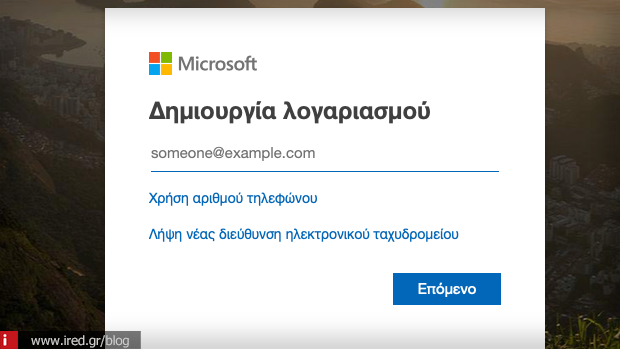 Microsoft
Δημιουργία λογαριασμού
someone@example.com
Χρήση αριθμού τηλεφώνου
Λήψη νέας διεύθυνση ηλεκτρονικού ταχυδρομείου
Επόμενο
i www.ired.gr/blog